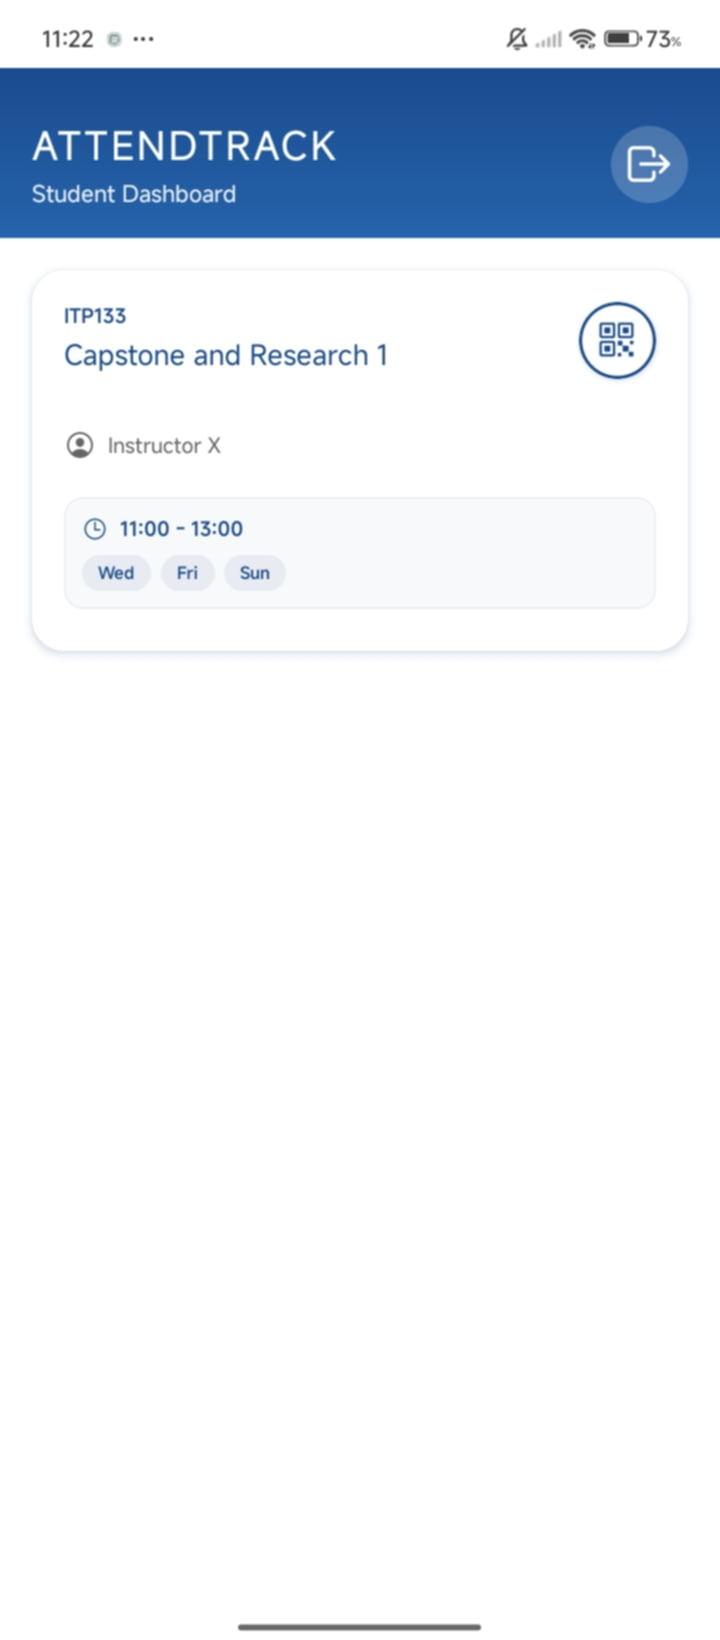 11:22
73%
ATTENDTRACK
Student Dashboard
ITP133
Capstone and Research 1
Instructor X
11:00 - 13:00
Wed Fri Sun